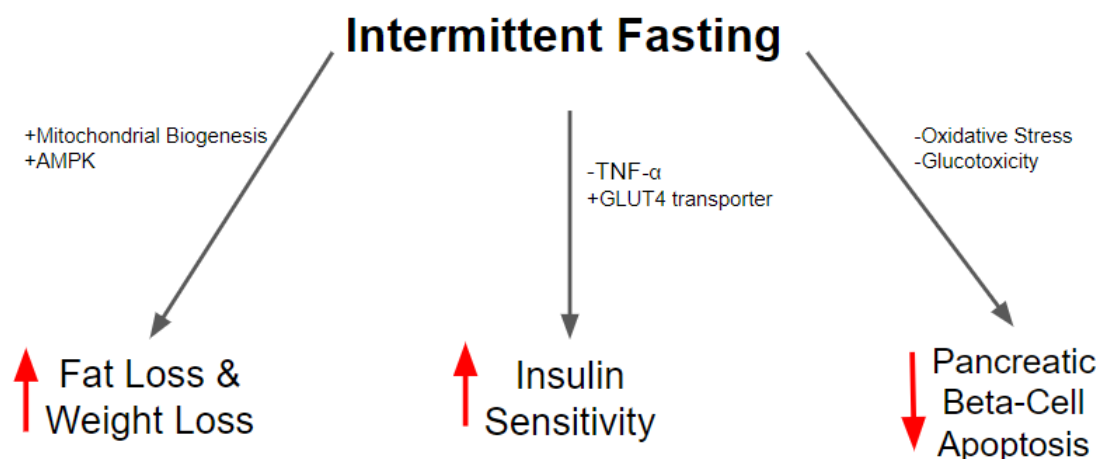 Intermittent Fasting
+Mitochondrial Biogenesis
+AMPK
-TNF-α
+GLUT4 transporter
-Oxidative Stress
-Glucotoxicity
Fat Loss &
Weight Loss
Insulin
Sensitivity
Pancreatic
Beta-Cell
Apoptosis